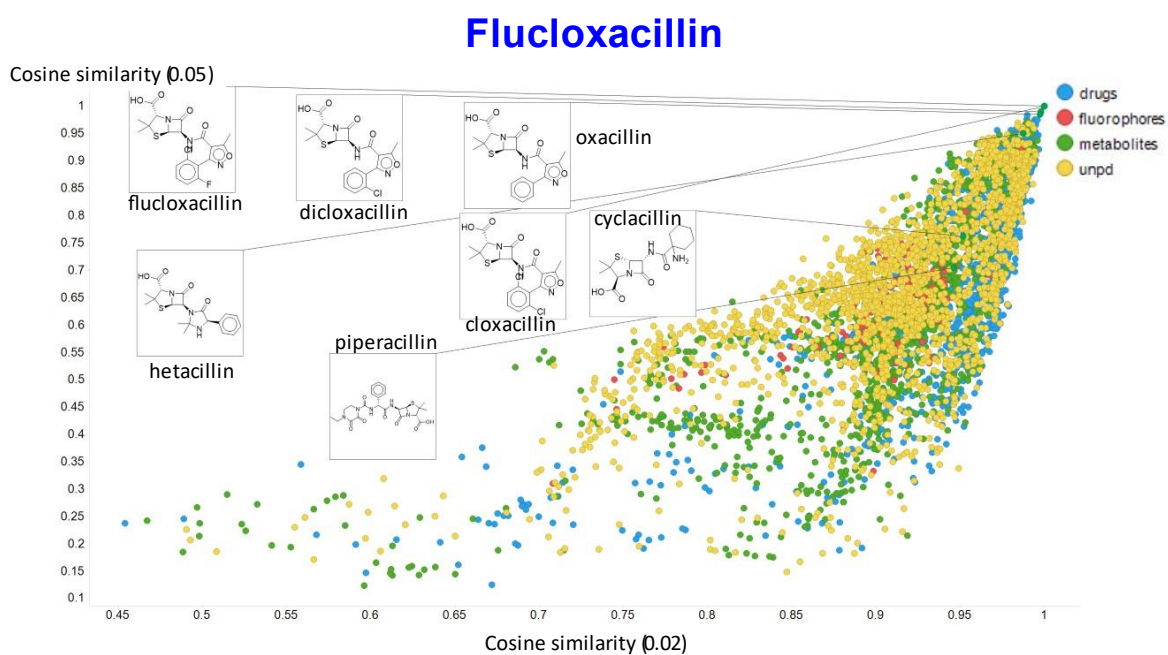 Flucloxacillin
Cosine similarity (0.05)
drugs
fluorophores
metabolites
unpd
flucloxacillin
dicloxacillin
oxacillin
cloxacillin
cyclacillin
hetacillin
piperacillin
1
0.95
0.9
0.85
0.8
0.75
0.7
0.65
0.6
0.55
0.5
0.45
0.4
0.35
0.3
0.25
0.2
0.15
0.1
0.45 0.5 0.55 0.6 0.65 0.7 0.75 0.8 0.85 0.9 0.95 1
Cosine similarity (0.02)